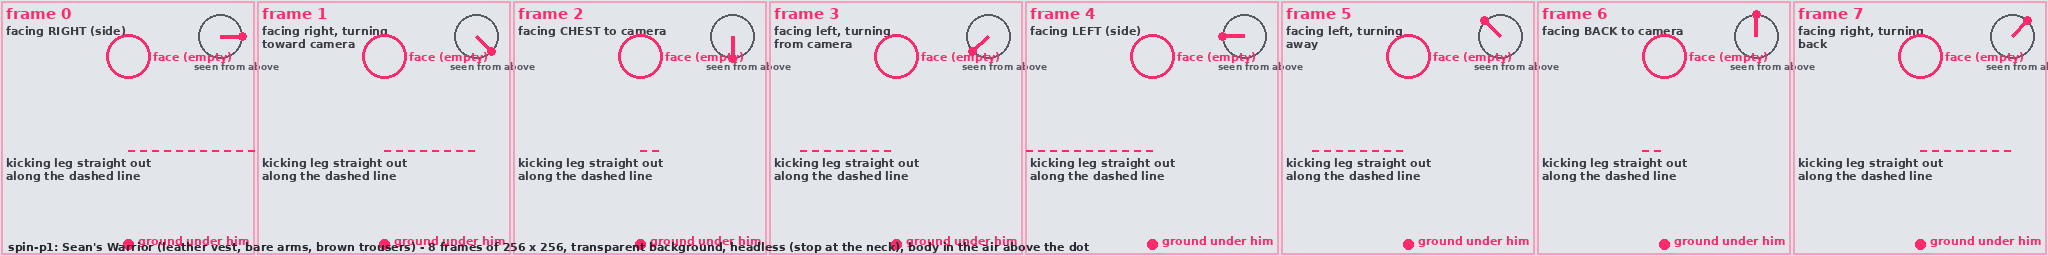 frame 0
facing RIGHT (side)
face (empty)
seen from above
kicking leg straight out
along the dashed line
ground under him
frame 1
facing right, turning
toward camera
face (empty)
seen from above
kicking leg straight out
along the dashed line
ground under him
frame 2
facing CHEST to camera
face (empty)
seen from above
kicking leg straight out
along the dashed line
ground under him
frame 3
facing left, turning
from camera
face (empty)
seen from above
kicking leg straight out
along the dashed line
ground under him
frame 4
facing LEFT (side)
face (empty)
seen from above
kicking leg straight out
along the dashed line
ground under him
frame 5
facing left, turning
away
face (empty)
seen from above
kicking leg straight out
along the dashed line
ground under him
frame 6
facing BACK to camera
face (empty)
seen from above
kicking leg straight out
along the dashed line
ground under him
frame 7
facing right, turning
back
face (empty)
seen from al
kicking leg straight out
along the dashed line
ground under him
spin-p1: Sean's Warrior (leather vest, bare arms, brown trousers) - 8 frames of 256 x 256, transparent background, headless (stop at the neck), body in the air above the dot